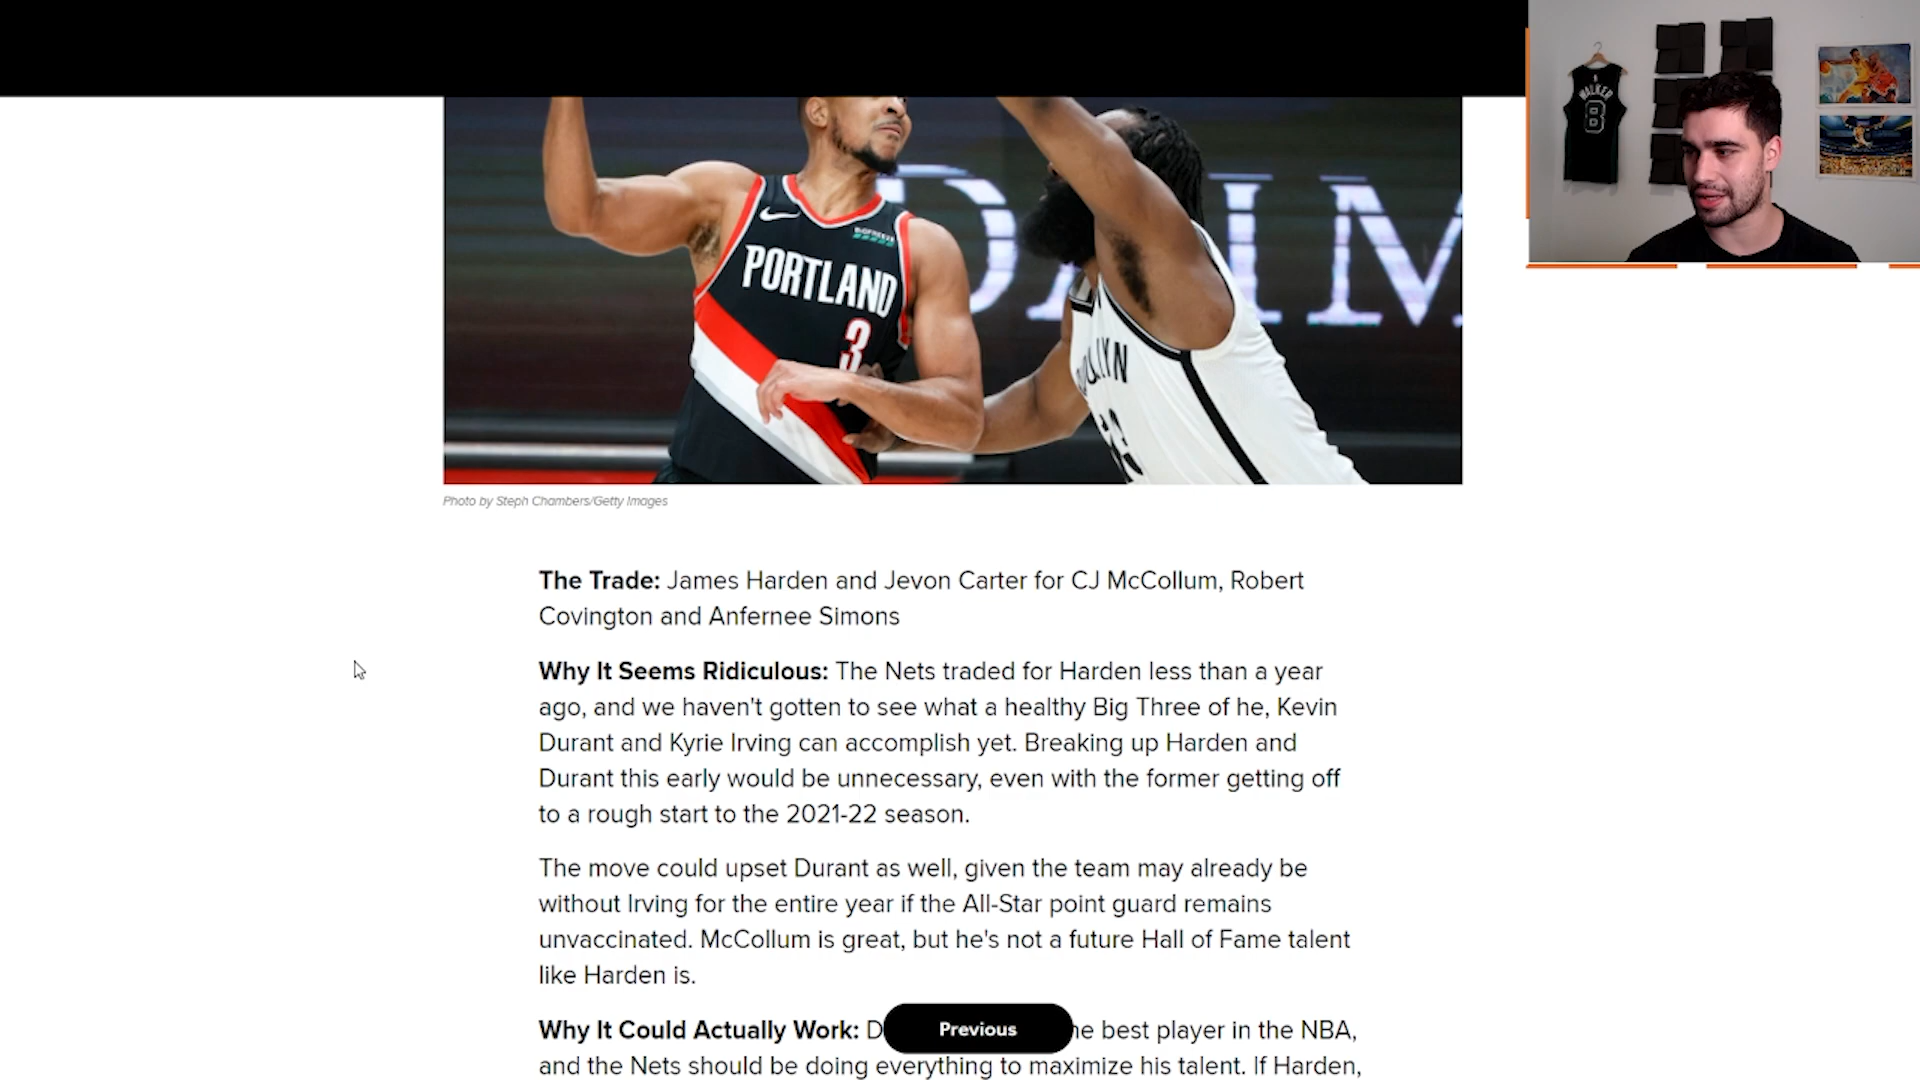 WALKER
8
BIOFREEZE
PORTLAND
3
Photo by Steph Chambers/Getty Images
The Trade: James Harden and Jevon Carter for CJ McCollum, Robert
Covington and Anfernee Simons
Why It Seems Ridiculous: The Nets traded for Harden less than a year
ago, and we haven't gotten to see what a healthy Big Three of he, Kevin
Durant and Kyrie Irving can accomplish yet. Breaking up Harden and
Durant this early would be unnecessary, even with the former getting off
to a rough start to the 2021-22 season.
The move could upset Durant as well, given the team may already be
without Irving for the entire year if the All-Star point guard remains
unvaccinated. McCollum is great, but he's not a future Hall of Fame talent
like Harden is.
Why It Could Actually Work: D Previous he best player in the NBA,
and the Nets should be doing everything to maximize his talent. If Harden,